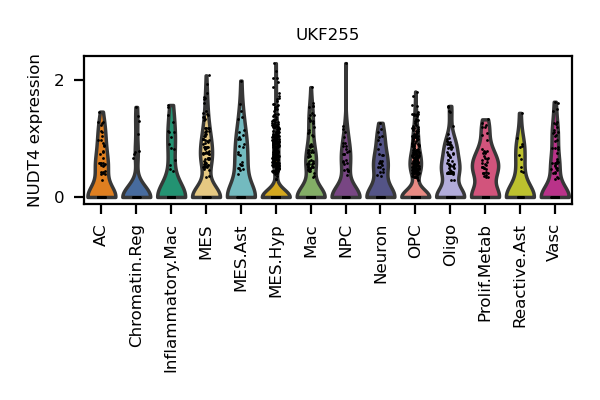 UKF255
NUDT4 expression
2
0
AC
Chromatin.Reg
Inflammatory.Mac
MES
MES.Ast
MES.Hyp
Mac
NPC
Neuron
OPC
Oligo
Prolif.Metab
Reactive.Ast
Vasc